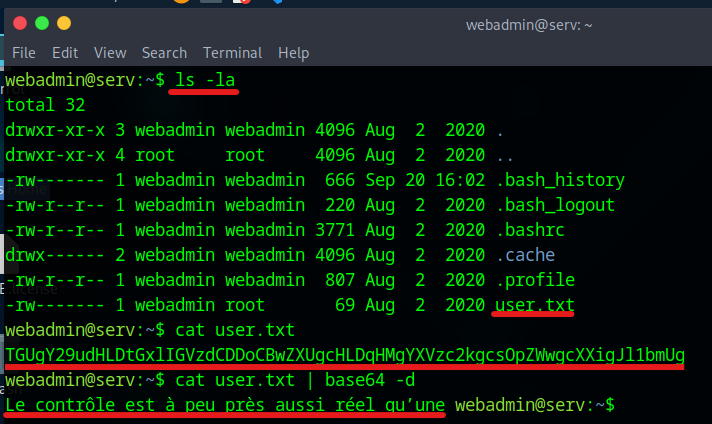 webadmin@serv: ~
File Edit View Search Terminal Help
webadmin@serv:~$ ls -la
total 32
drwxr-xr-x 3 webadmin webadmin 4096 Aug 2 2020 .
drwxr-xr-x 4 root root 4096 Aug 2 2020 ..
-rw------- 1 webadmin webadmin 666 Sep 20 16:02 .bash_history
-rw-r--r-- 1 webadmin webadmin 220 Aug 2 2020 .bash_logout
-rw-r--r-- 1 webadmin webadmin 3771 Aug 2 2020 .bashrc
drwx------ 2 webadmin webadmin 4096 Aug 2 2020 .cache
-rw-r--r-- 1 webadmin webadmin 807 Aug 2 2020 .profile
-rw------- 1 webadmin root 69 Aug 2 2020 user.txt
webadmin@serv:~$ cat user.txt
TGUgY29udHLDtGxlIGVzdCDDoCBwZXUgcHLDqHMgYXVzc2kgcsOpZWwgcXXigJl1bmUg
webadmin@serv:~$ cat user.txt | base64 -d
Le contrôle est à peu près aussi réel qu’une webadmin@serv:~$